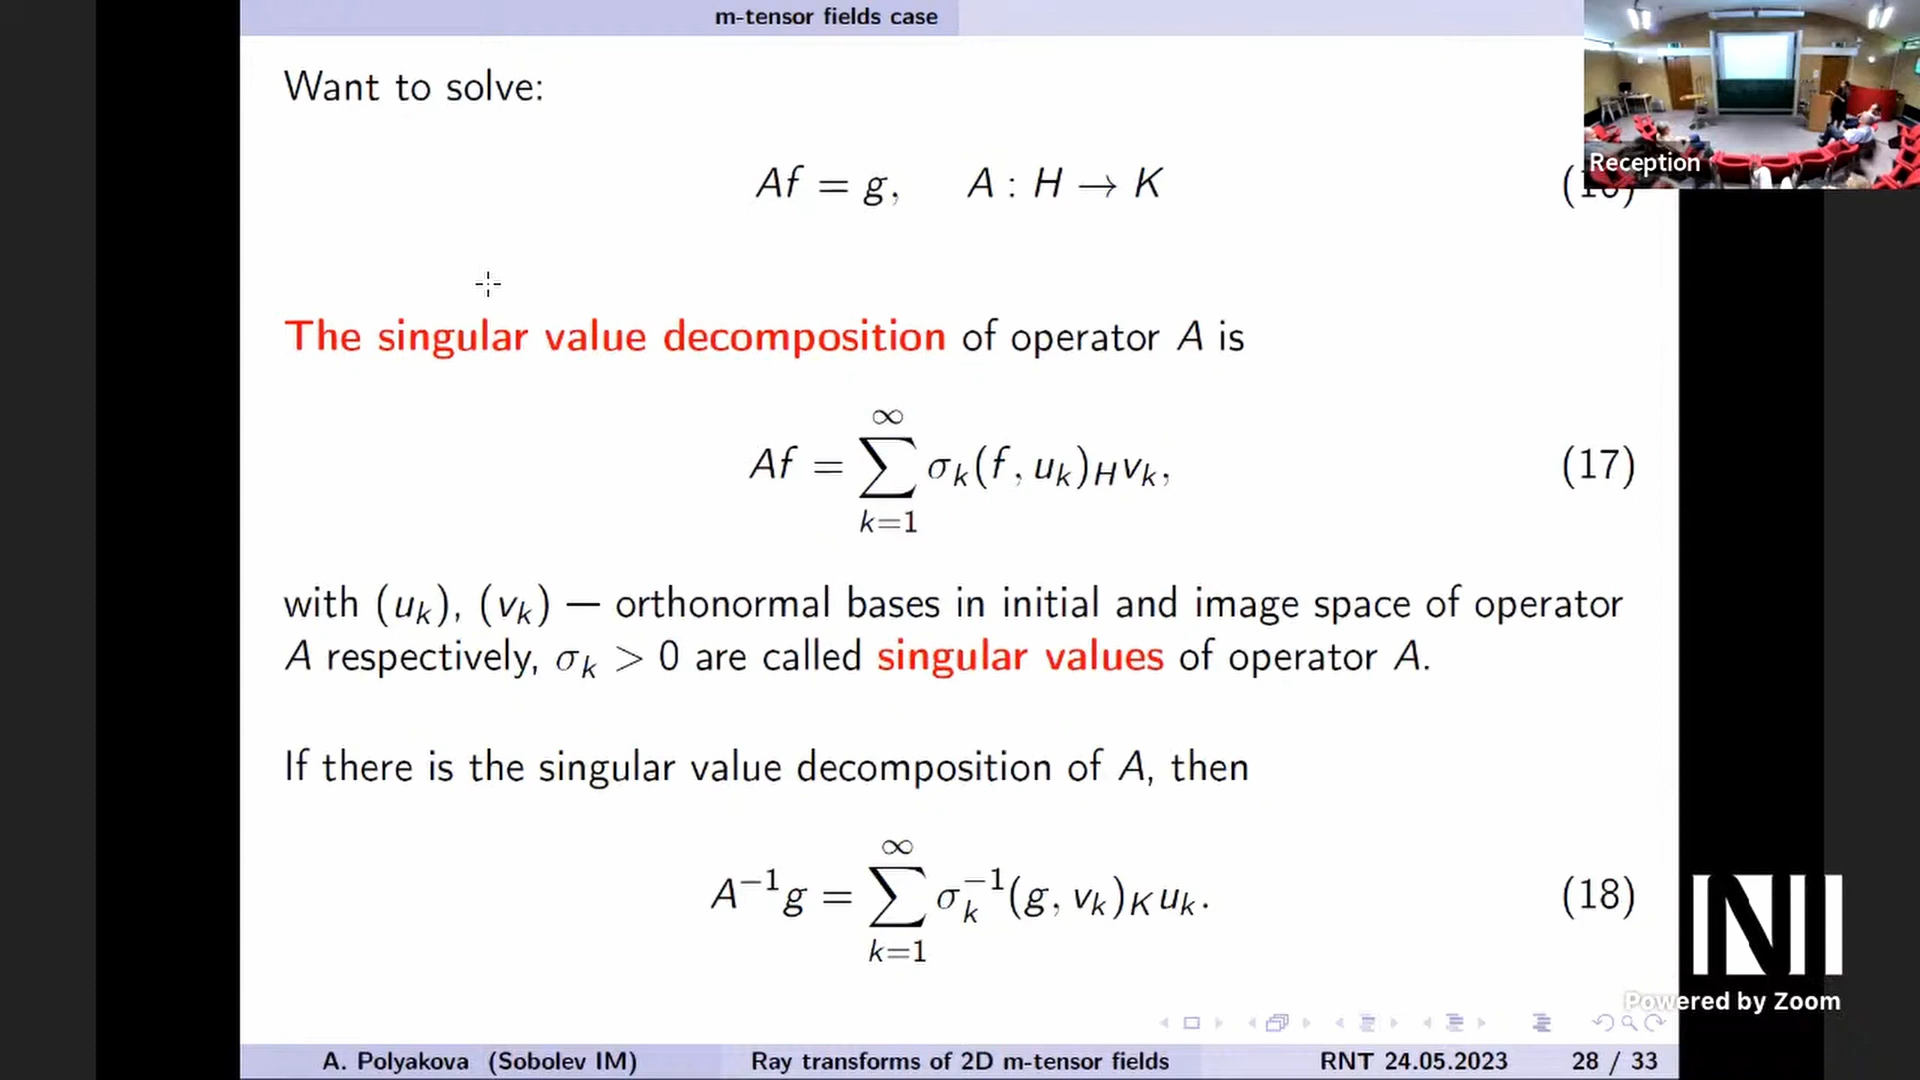 m-tensor fields case
Want to solve:
Af = g,    A : H → K
Reception
The singular value decomposition of operator A is
Af = ∑_{k=1}^{∞} σ_k(f, u_k)_H v_k,    (17)
with (u_k), (v_k) — orthonormal bases in initial and image space of operator
A respectively, σ_k > 0 are called singular values of operator A.
If there is the singular value decomposition of A, then
A^{-1}g = ∑_{k=1}^{∞} σ_k^{-1}(g, v_k)_K u_k.    (18)
NI
Powered by Zoom
A. Polyakova (Sobolev IM)    Ray transforms of 2D m-tensor fields    RNT 24.05.2023    28 / 33